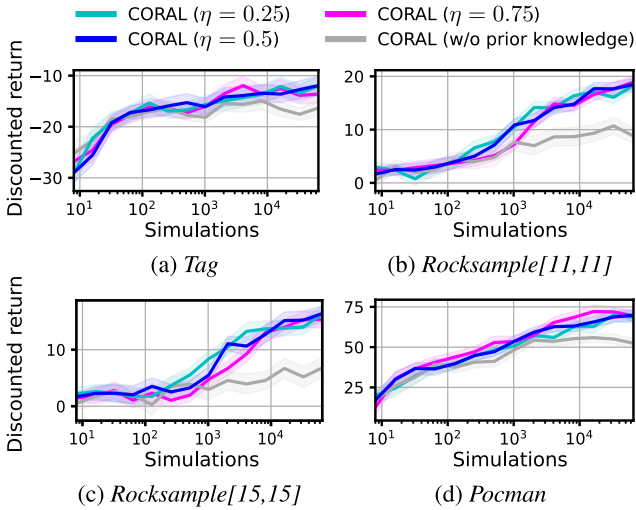 CORAL (η = 0.25)
CORAL (η = 0.75)
CORAL (η = 0.5)
CORAL (w/o prior knowledge)
Discounted return
−10
−20
−30
10¹ 10² 10³ 10⁴
Simulations
(a) Tag
20
10
0
10¹ 10² 10³ 10⁴
Simulations
(b) Rocksample[11,11]
Discounted return
10
0
10¹ 10² 10³ 10⁴
Simulations
(c) Rocksample[15,15]
75
50
25
10¹ 10² 10³ 10⁴
Simulations
(d) Pocman